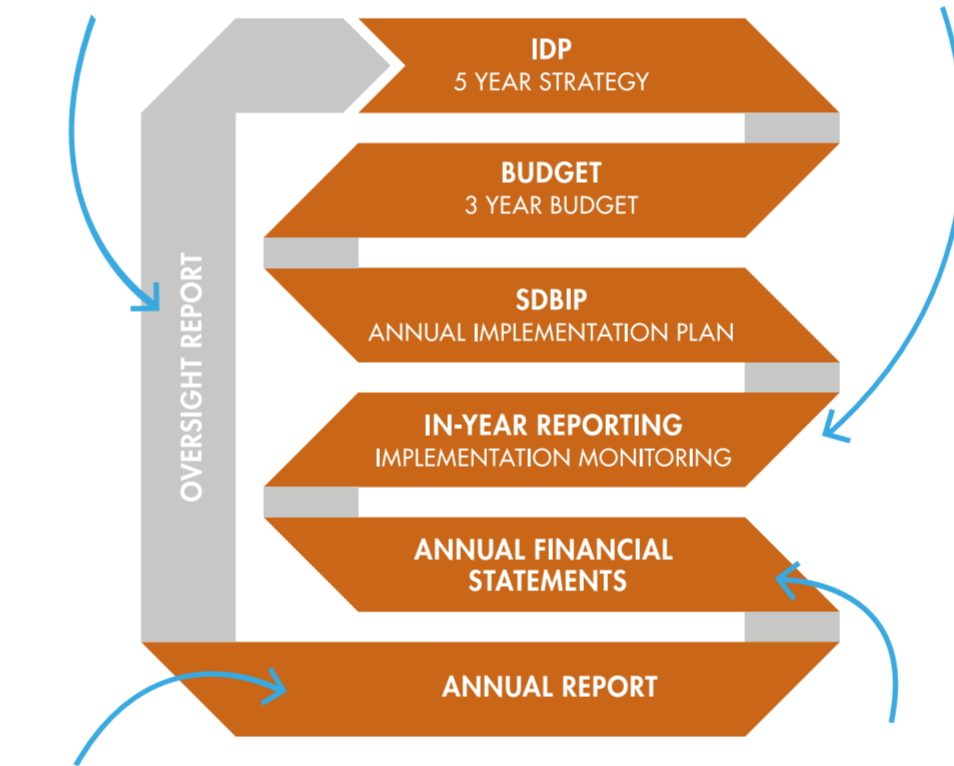 IDP
5 YEAR STRATEGY
BUDGET
3 YEAR BUDGET
SDBIP
ANNUAL IMPLEMENTATION PLAN
IN-YEAR REPORTING
IMPLEMENTATION MONITORING
ANNUAL FINANCIAL
STATEMENTS
ANNUAL REPORT
OVERSIGHT REPORT